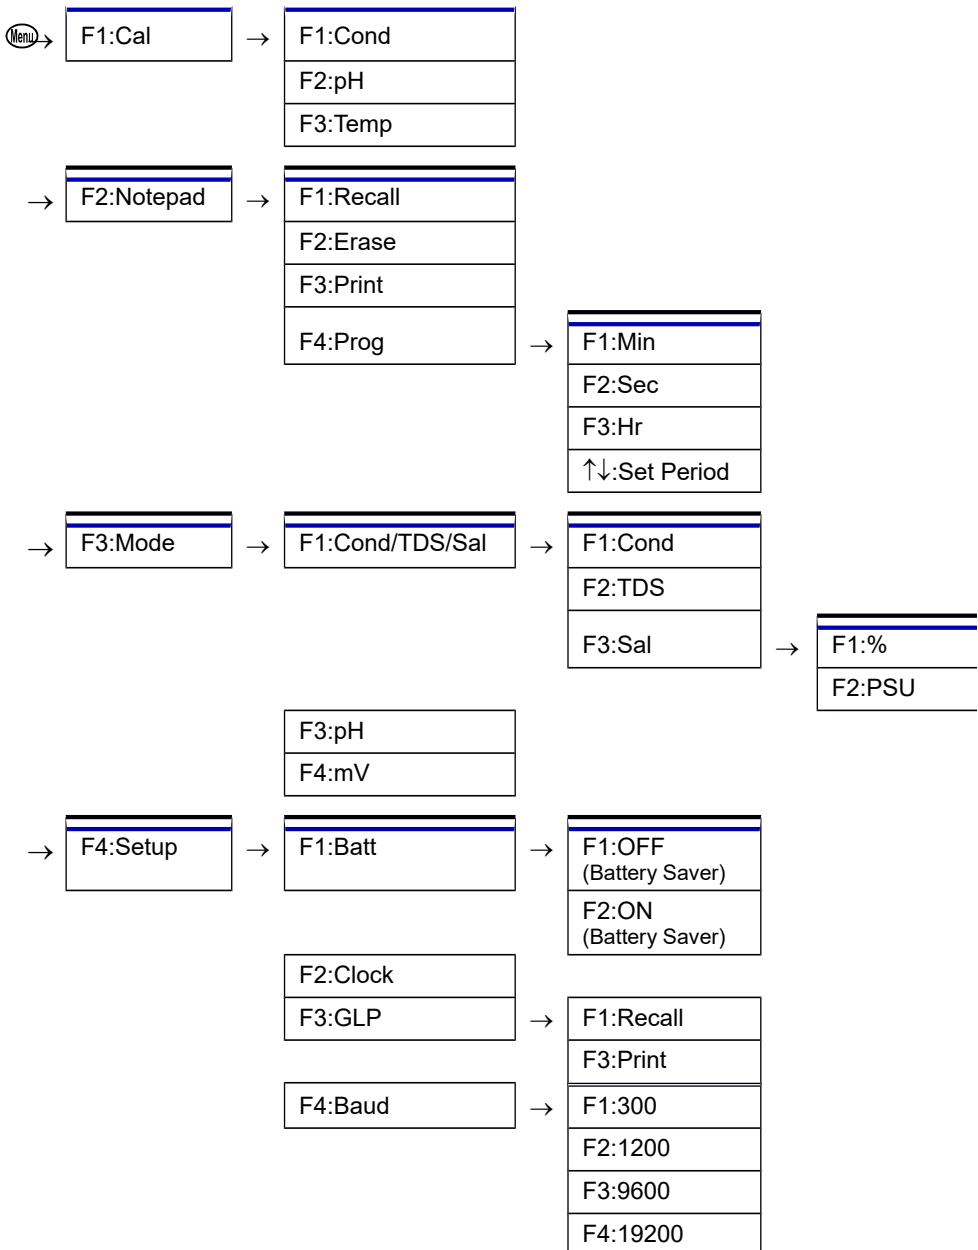 Menu → F1:Cal → F1:Cond
F2:pH
F3:Temp
→ F2:Notepad → F1:Recall
F2:Erase
F3:Print
F4:Prog → F1:Min
F2:Sec
F3:Hr
↑↓:Set Period
→ F3:Mode → F1:Cond/TDS/Sal → F1:Cond
F2:TDS
F3:Sal → F1:%
F2:PSU
F3:pH
F4:mV
→ F4:Setup → F1:Batt → F1:OFF
(Battery Saver)
F2:ON
(Battery Saver)
F2:Clock
F3:GLP → F1:Recall
F3:Print
F4:Baud → F1:300
F2:1200
F3:9600
F4:19200